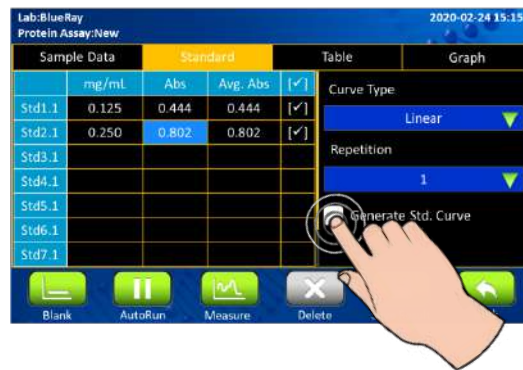 Lab:BlueRay 2020-02-24 15:15
Protein Assay:New
Sample Data Standard Table Graph
mg/mL Abs Avg. Abs [✓]
Std1.1 0.125 0.444 0.444 [✓]
Std2.1 0.250 0.802 0.802 [✓]
Std3.1
Std4.1
Std5.1
Std6.1
Std7.1
Curve Type
Linear
Repetition
1
Generate Std. Curve
Blank AutoRun Measure Delete